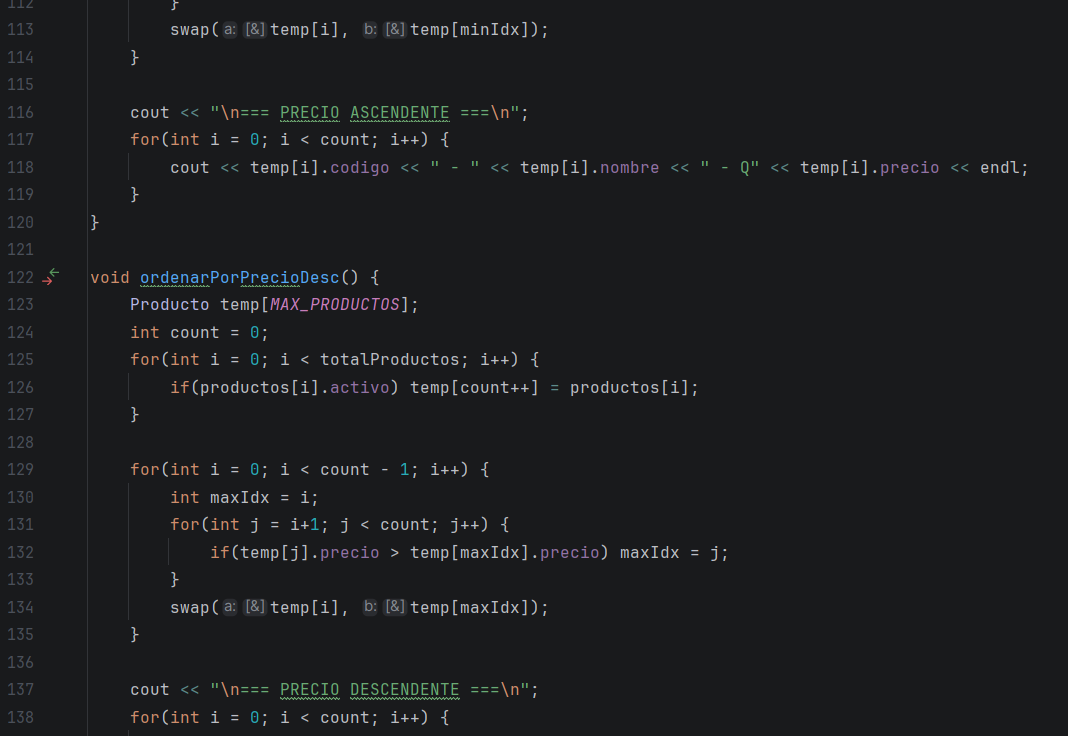 112 }
113 swap(a: [&]temp[i], b: [&]temp[minIdx]);
114 }
115
116 cout << "\n=== PRECIO ASCENDENTE ===\n";
117 for(int i = 0; i < count; i++) {
118 cout << temp[i].codigo << " - " << temp[i].nombre << " - Q" << temp[i].precio << endl;
119 }
120 }
121
122 void ordenarPorPrecioDesc() {
123 Producto temp[MAX_PRODUCTOS];
124 int count = 0;
125 for(int i = 0; i < totalProductos; i++) {
126 if(productos[i].activo) temp[count++] = productos[i];
127 }
128
129 for(int i = 0; i < count - 1; i++) {
130 int maxIdx = i;
131 for(int j = i+1; j < count; j++) {
132 if(temp[j].precio > temp[maxIdx].precio) maxIdx = j;
133 }
134 swap(a: [&]temp[i], b: [&]temp[maxIdx]);
135 }
136
137 cout << "\n=== PRECIO DESCENDENTE ===\n";
138 for(int i = 0; i < count; i++) {